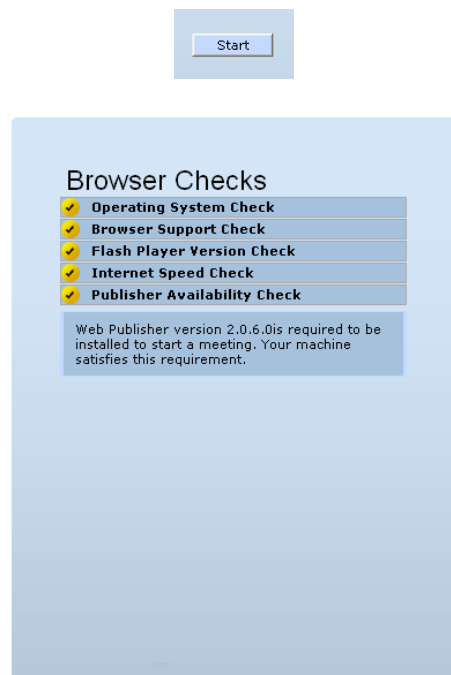 Start
Browser Checks
Operating System Check
Browser Support Check
Flash Player Version Check
Internet Speed Check
Publisher Availability Check
Web Publisher version 2.0.6.0is required to be
installed to start a meeting. Your machine
satisfies this requirement.